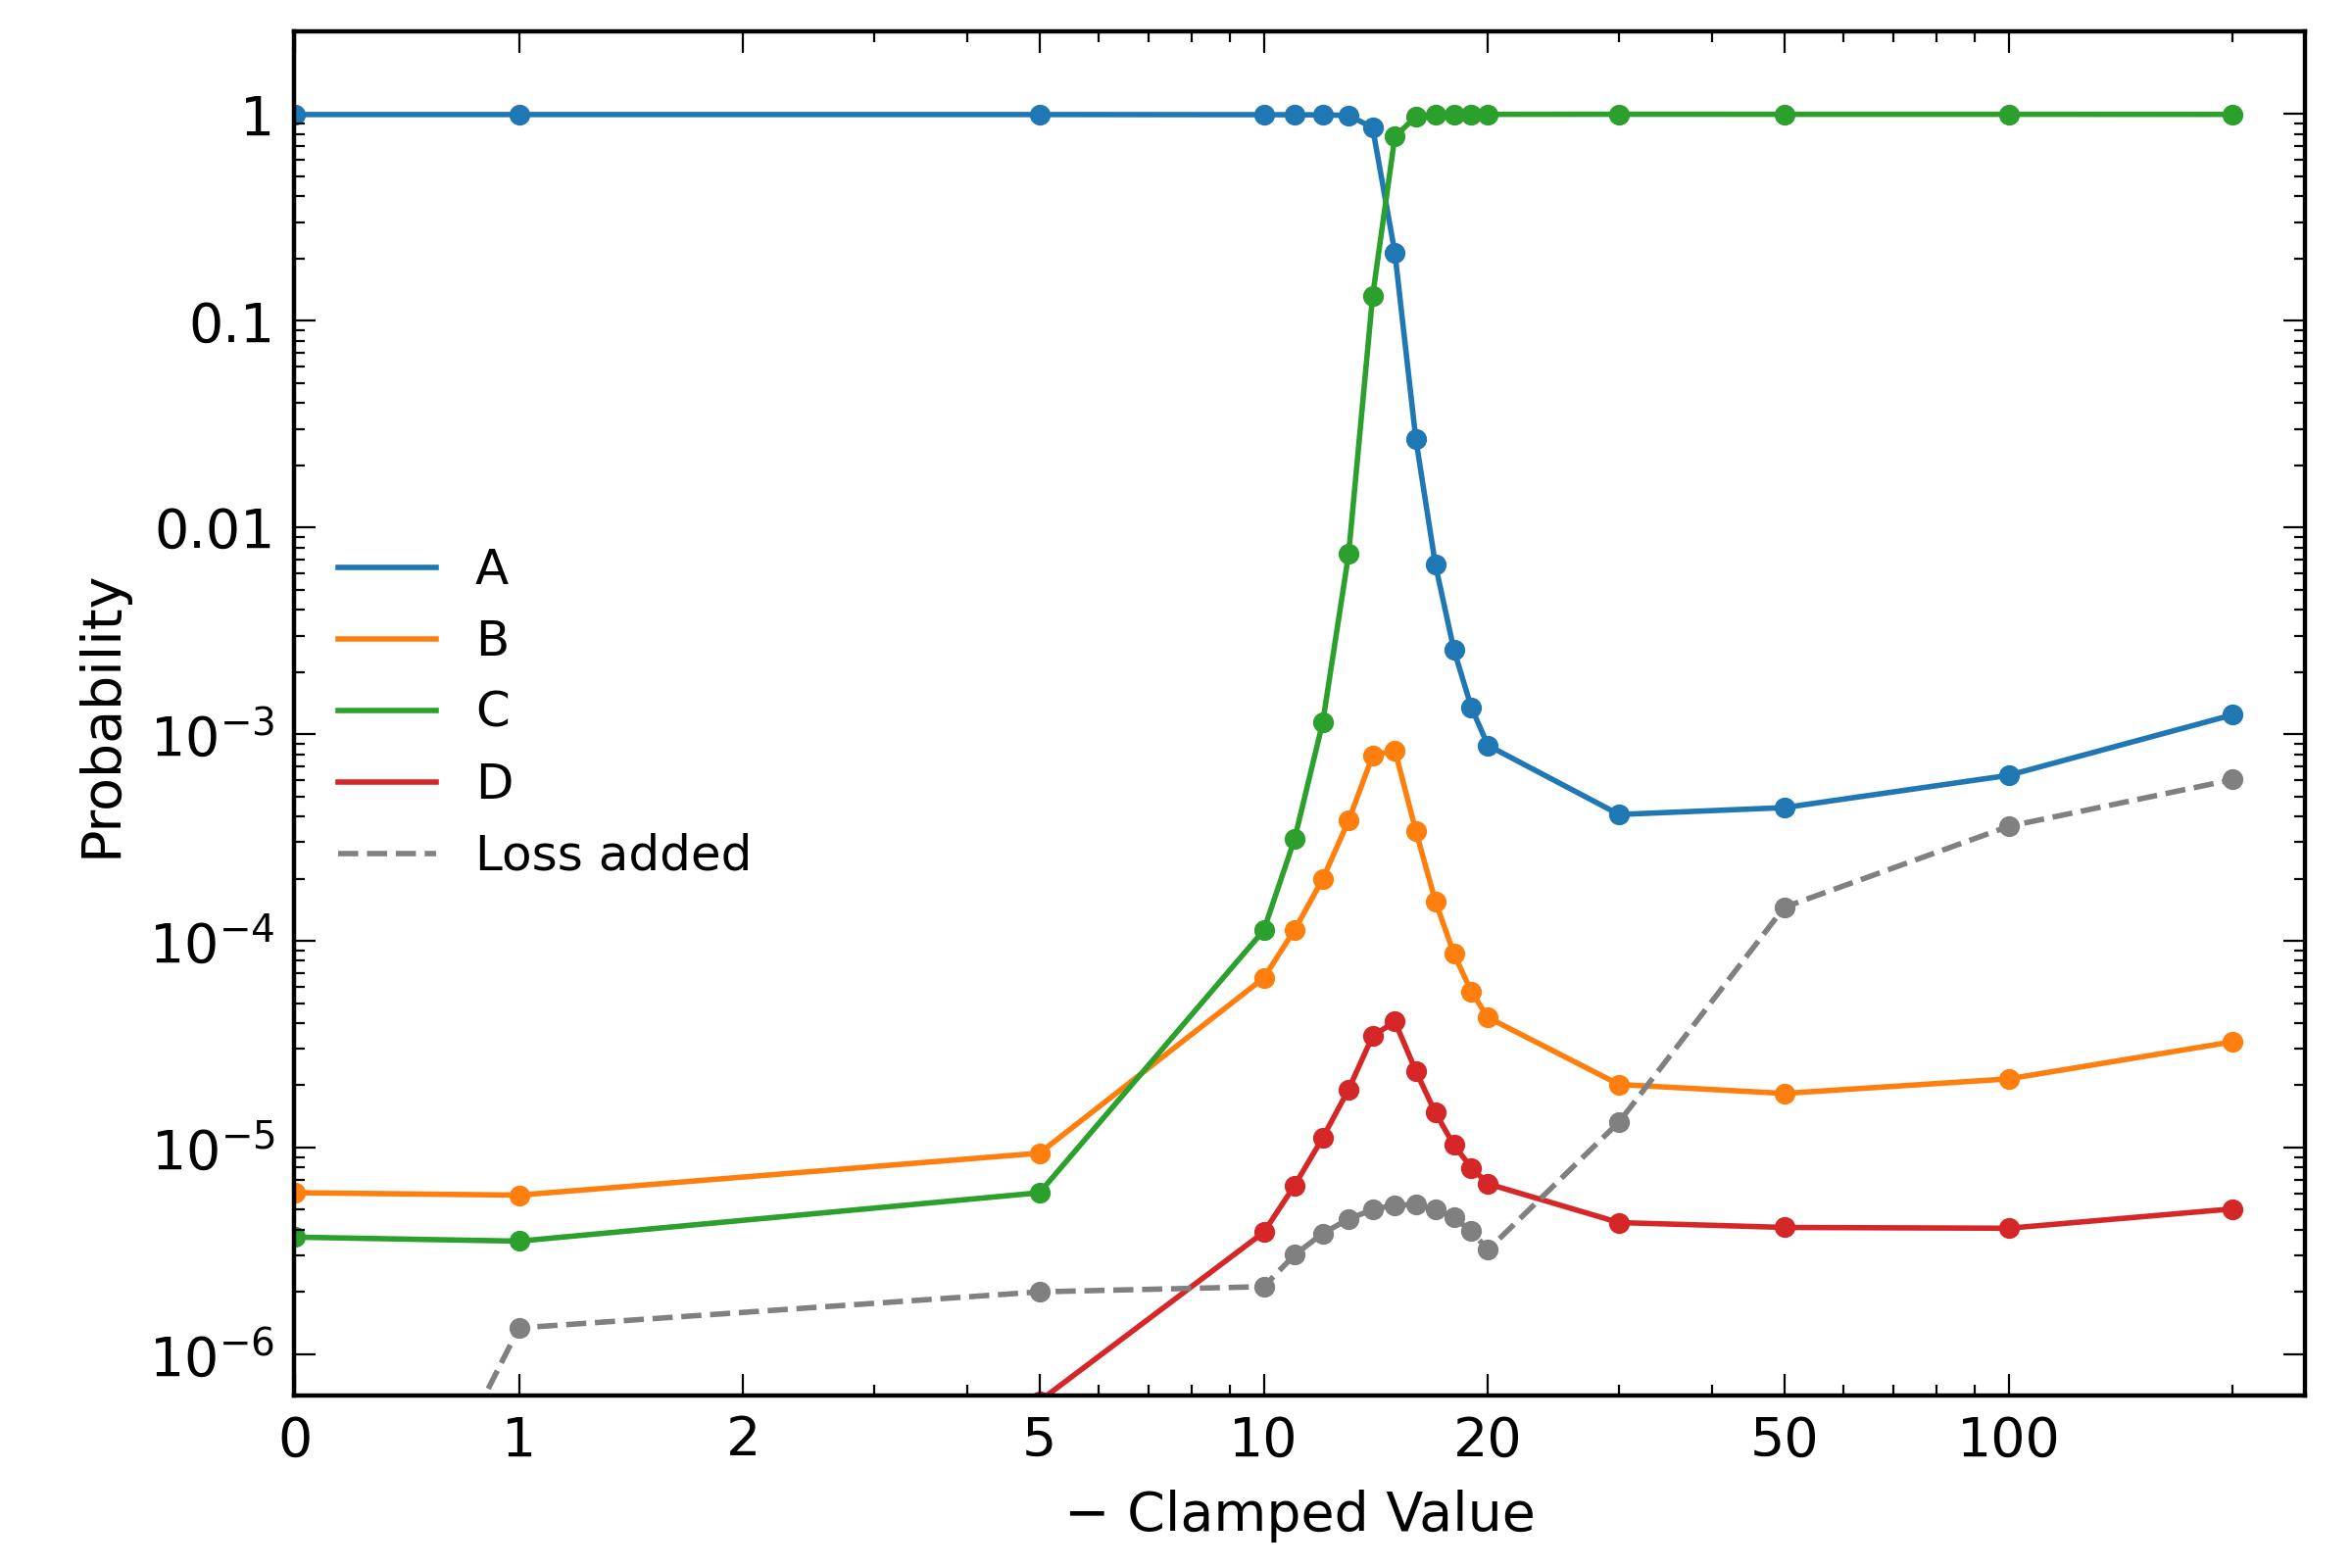 1
0.1
0.01
10⁻³
10⁻⁴
10⁻⁵
10⁻⁶
Probability
A
B
C
D
Loss added
0 1 2 5 10 20 50 100
− Clamped Value